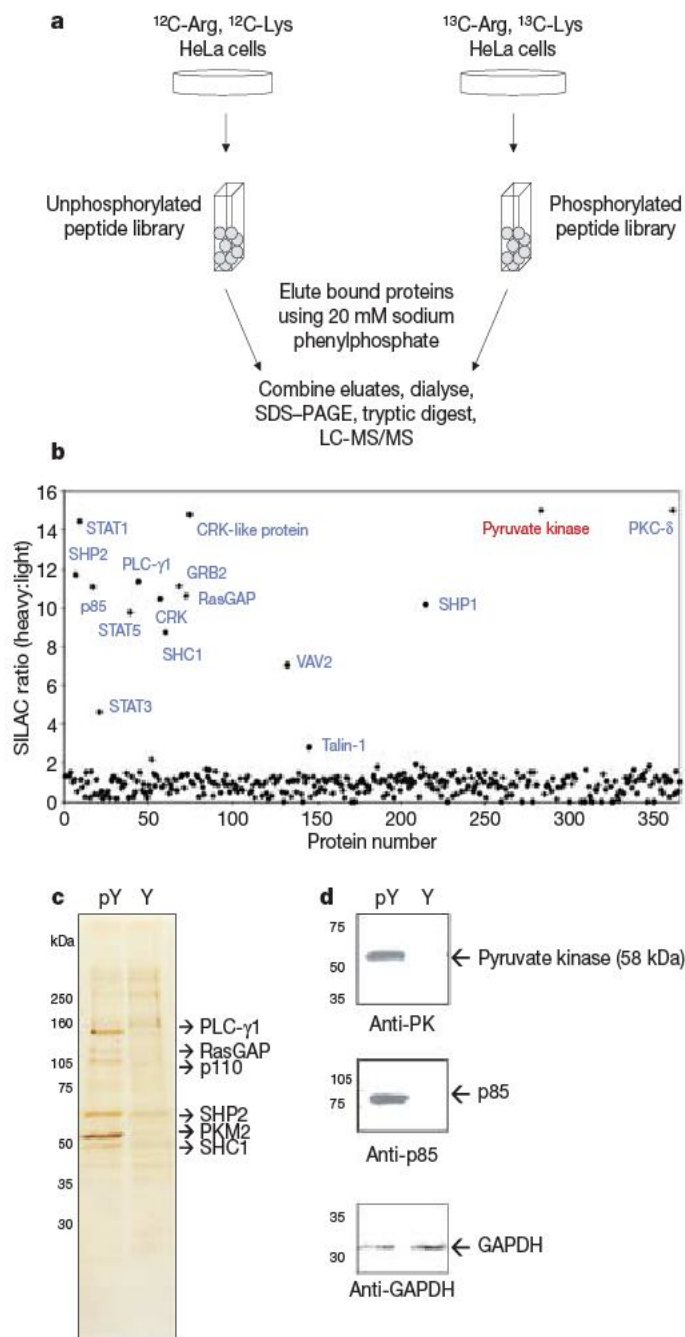 a
¹²C-Arg, ¹²C-Lys
HeLa cells
¹³C-Arg, ¹³C-Lys
HeLa cells
Unphosphorylated
peptide library
Phosphorylated
peptide library
Elute bound proteins
using 20 mM sodium
phenylphosphate
Combine eluates, dialyse,
SDS–PAGE, tryptic digest,
LC-MS/MS
b
SILAC ratio (heavy:light)
16
14
12
10
8
6
4
2
0
STAT1
CRK-like protein
Pyruvate kinase
PKC-δ
SHP2
PLC-γ1
GRB2
p85
RasGAP
SHP1
STAT5
CRK
SHC1
VAV2
STAT3
Talin-1
0 50 100 150 200 250 300 350
Protein number
c
pY Y
kDa
250
160
105
75
50
35
30
PLC-γ1
RasGAP
p110
SHP2
PKM2
SHC1
d
pY Y
75
50
35
Pyruvate kinase (58 kDa)
Anti-PK
105
75
p85
Anti-p85
35
30
GAPDH
Anti-GAPDH